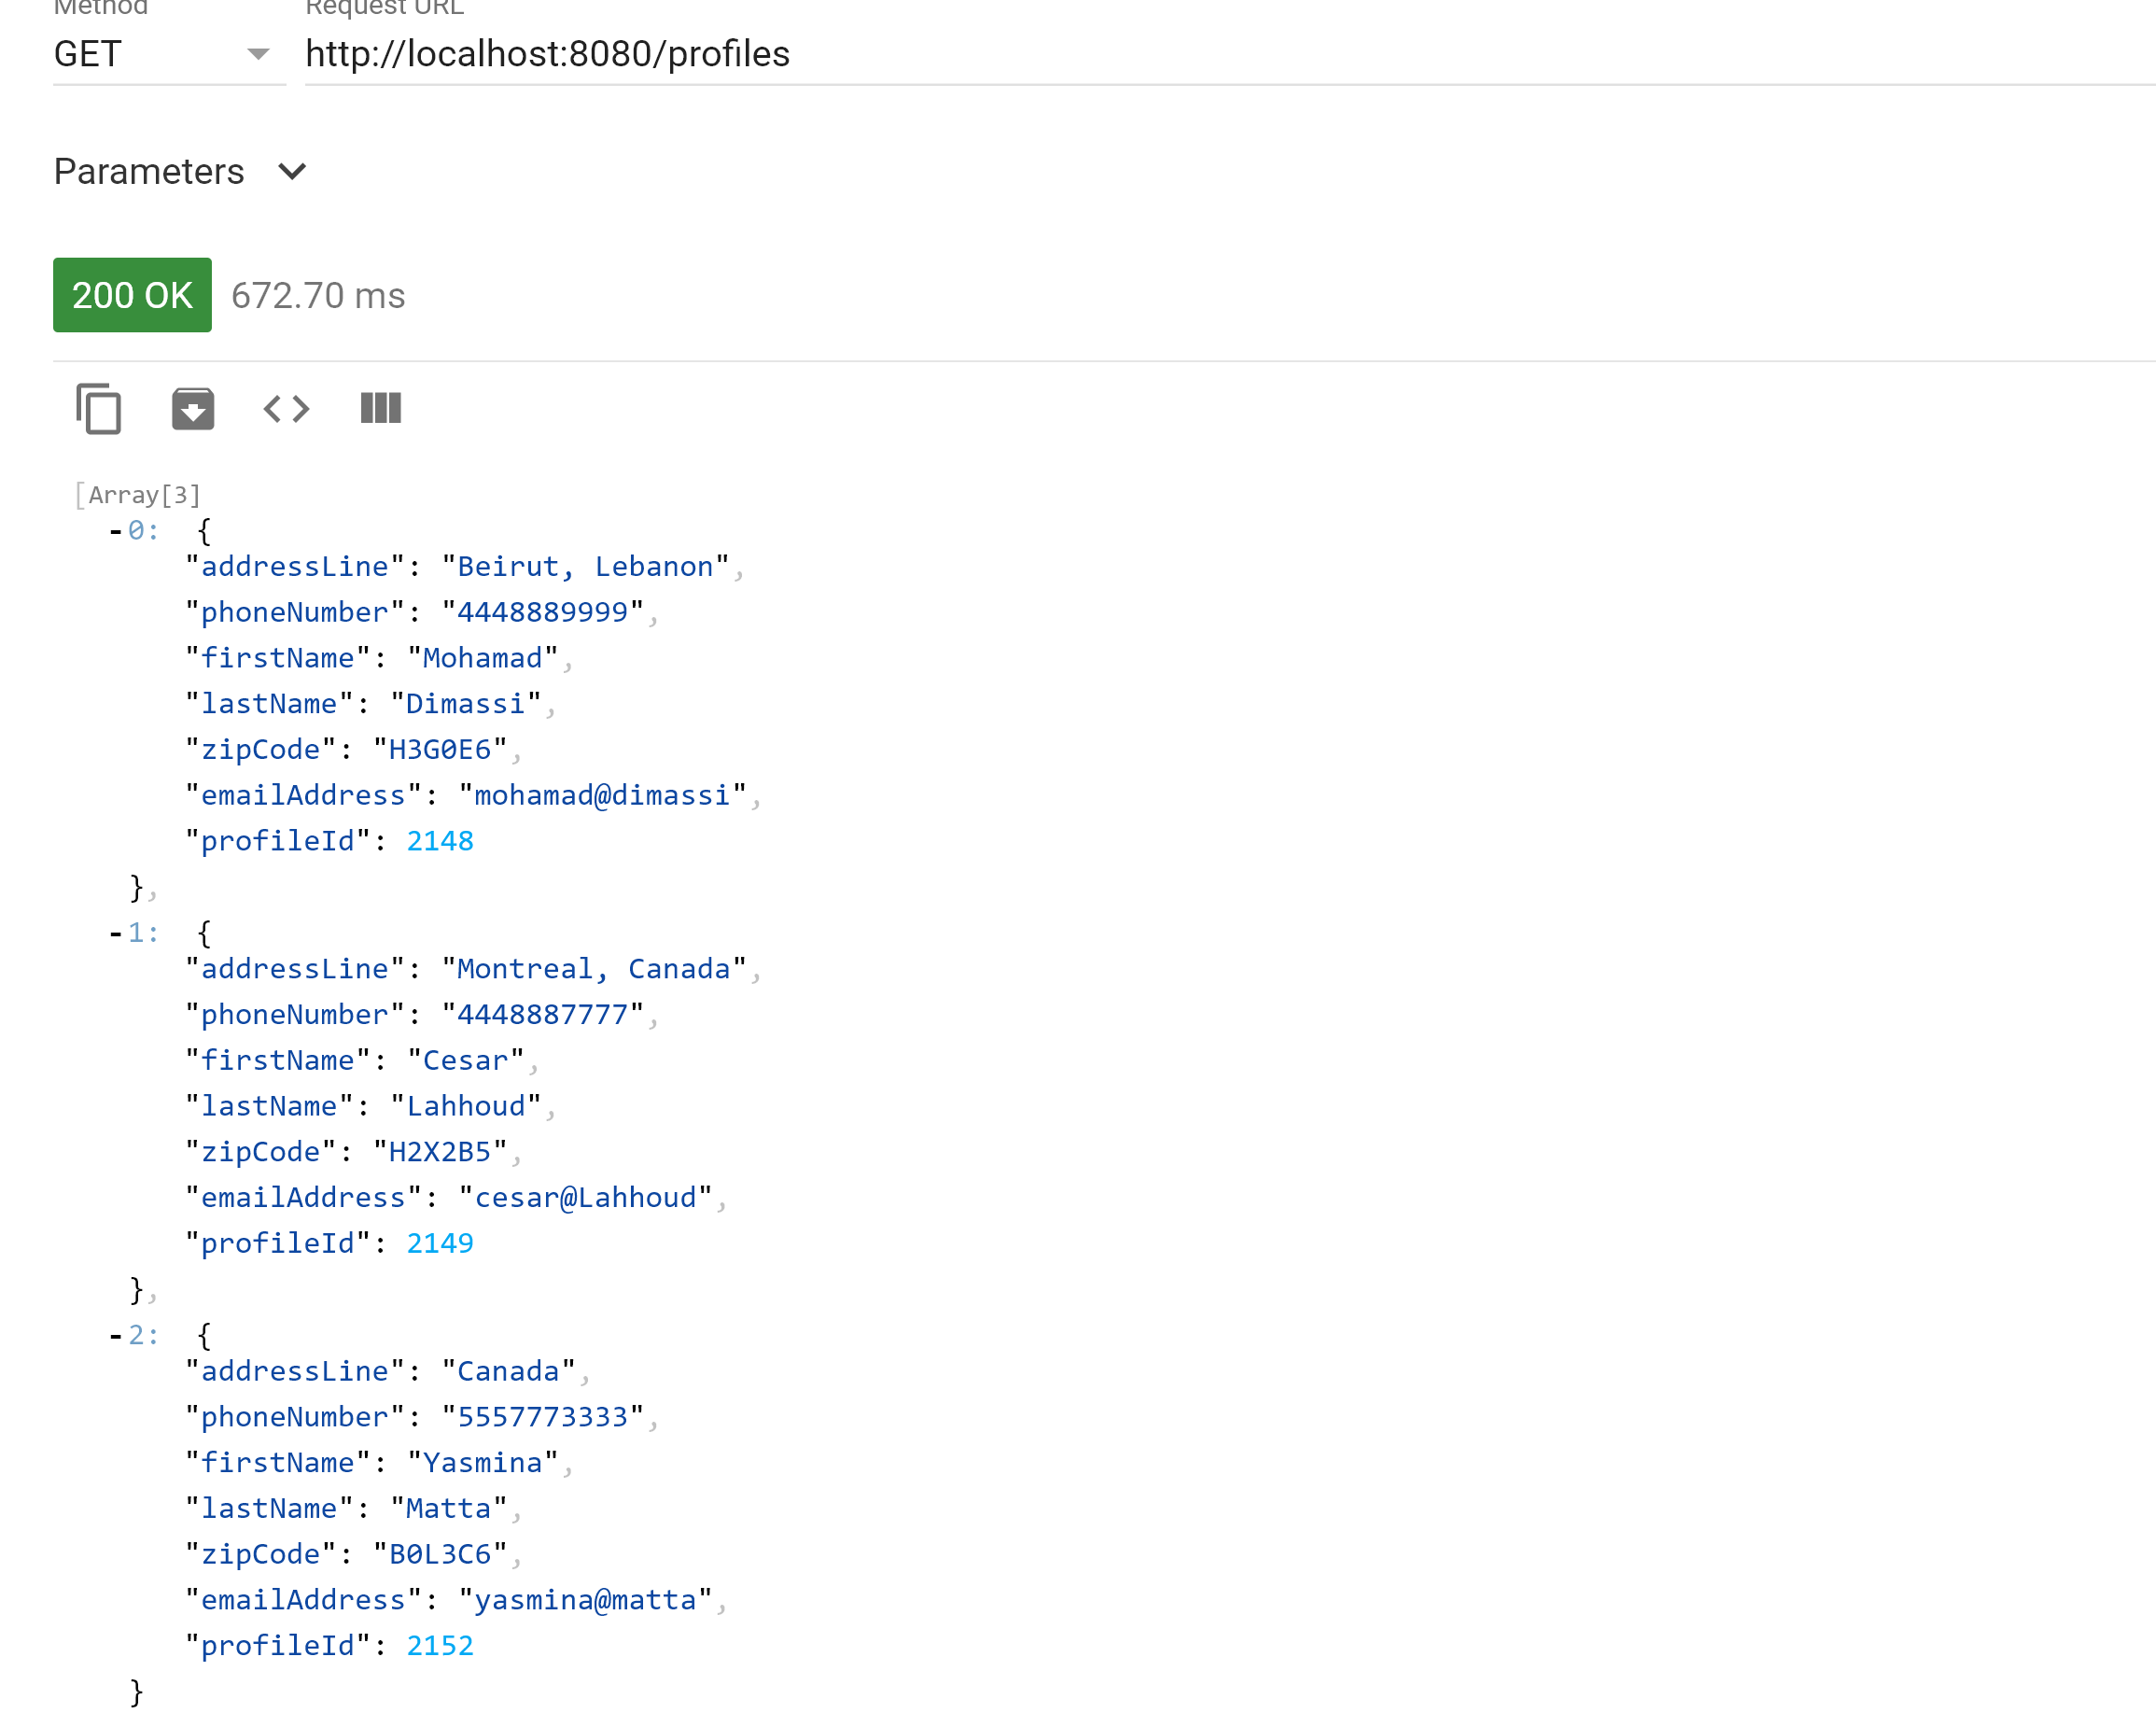 Method
Request URL
GET
http://localhost:8080/profiles
Parameters
200 OK 672.70 ms
[Array[3]
-0: {
"addressLine": "Beirut, Lebanon",
"phoneNumber": "4448889999",
"firstName": "Mohamad",
"lastName": "Dimassi",
"zipCode": "H3G0E6",
"emailAddress": "mohamad@dimassi",
"profileId": 2148
},
-1: {
"addressLine": "Montreal, Canada",
"phoneNumber": "4448887777",
"firstName": "Cesar",
"lastName": "Lahhoud",
"zipCode": "H2X2B5",
"emailAddress": "cesar@Lahhoud",
"profileId": 2149
},
-2: {
"addressLine": "Canada",
"phoneNumber": "5557773333",
"firstName": "Yasmina",
"lastName": "Matta",
"zipCode": "B0L3C6",
"emailAddress": "yasmina@matta",
"profileId": 2152
}